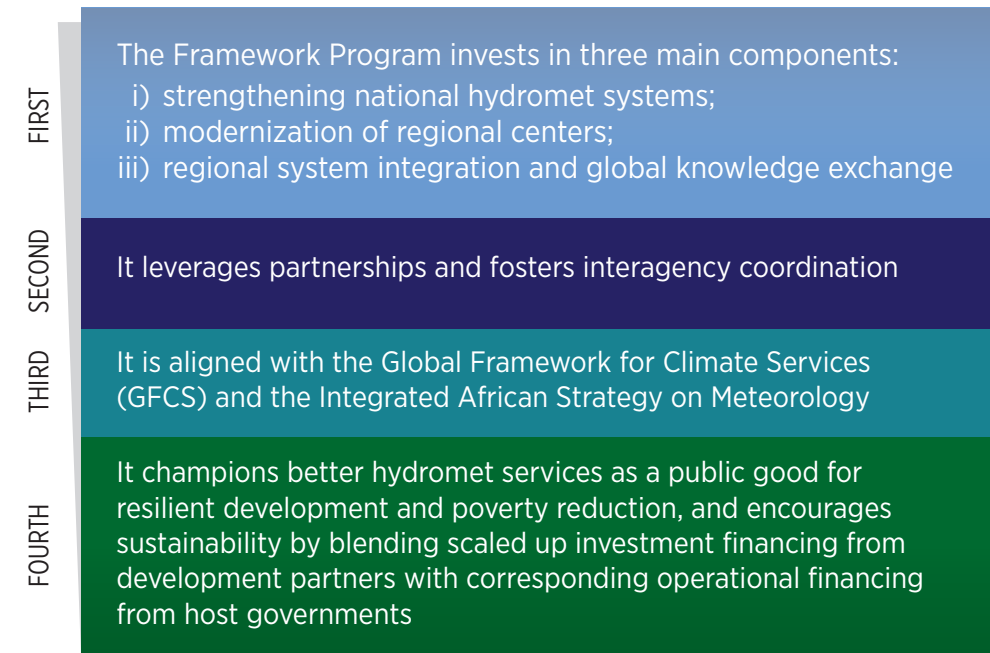 FIRST
The Framework Program invests in three main components:
i) strengthening national hydromet systems;
ii) modernization of regional centers;
iii) regional system integration and global knowledge exchange
SECOND
It leverages partnerships and fosters interagency coordination
THIRD
It is aligned with the Global Framework for Climate Services
(GFCS) and the Integrated African Strategy on Meteorology
FOURTH
It champions better hydromet services as a public good for
resilient development and poverty reduction, and encourages
sustainability by blending scaled up investment financing from
development partners with corresponding operational financing
from host governments